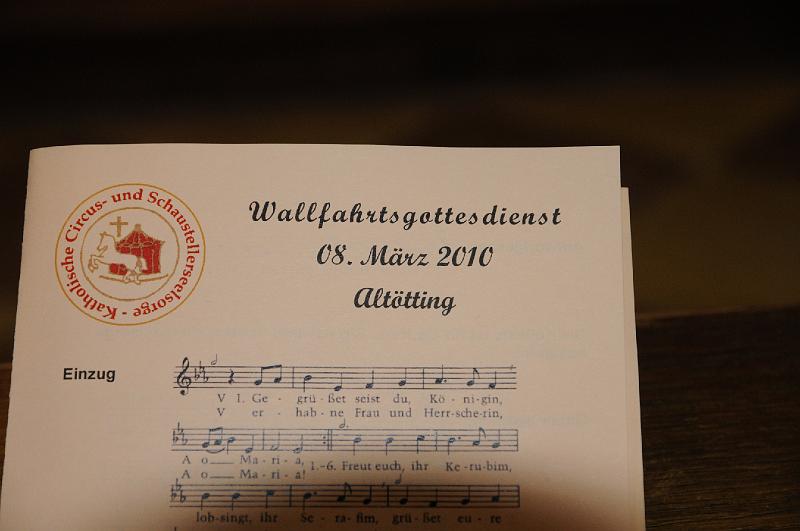 Katholische Circus- und Schaustellerseelsorge -
Wallfahrtsgottesdienst
08. März 2010
Altötting
Einzug
V 1. Ge - grü - ßet seist du, Kö - ni - gin,
V er - hab - ne Frau und Herr - sche - rin,
A o___ Ma - ri - a, 1.-6. Freut euch, ihr Ke - ru - bim,
A o___ Ma - ri - a!
lob - singt, ihr Se - ra - fim, grü - ßet eu - re